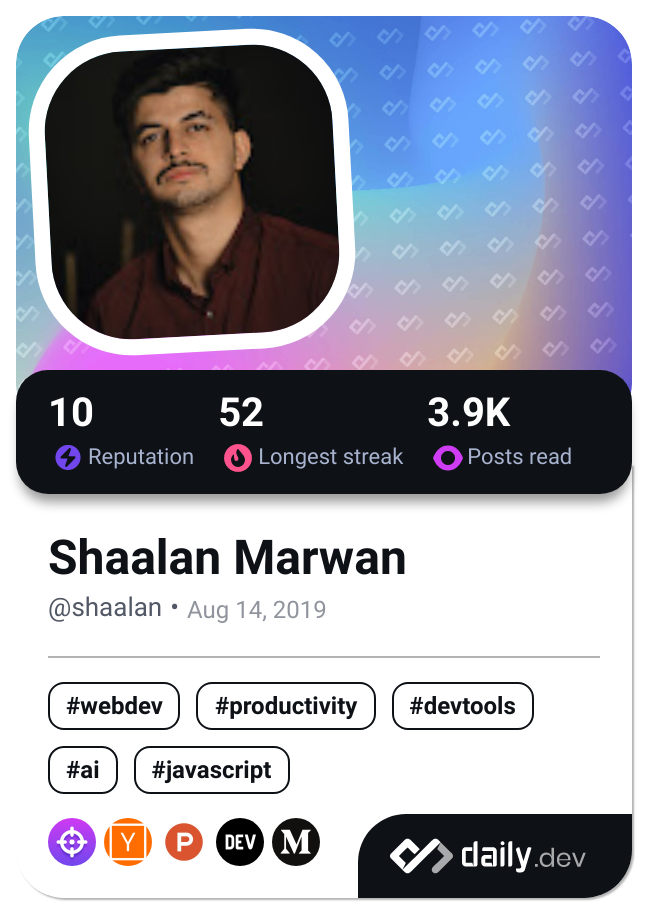 10 52 3.9K
Reputation Longest streak Posts read
Shaalan Marwan
@shaalan • Aug 14, 2019
#webdev #productivity #devtools
#ai #javascript
Y P DEV M
daily.dev